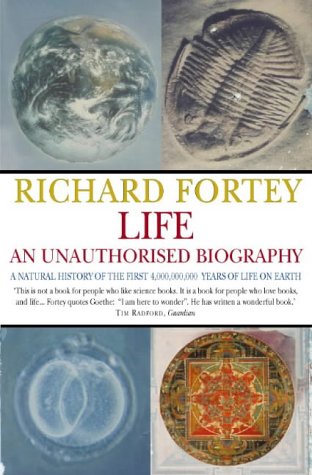 RICHARD FORTEY
LIFE
AN UNAUTHORISED BIOGRAPHY
A NATURAL HISTORY OF THE FIRST 4,000,000,000 YEARS OF LIFE ON EARTH
'This is not a book for people who like science books. It is a book for people who love books,
and life... Fortey quotes Goethe: "I am here to wonder". He has written a wonderful book.'
TIM RADFORD, Guardian